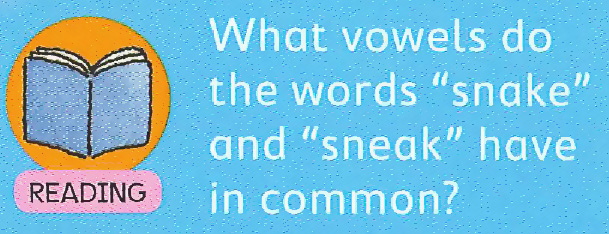 What vowels do
the words “snake”
and “sneak” have
in common?
READING